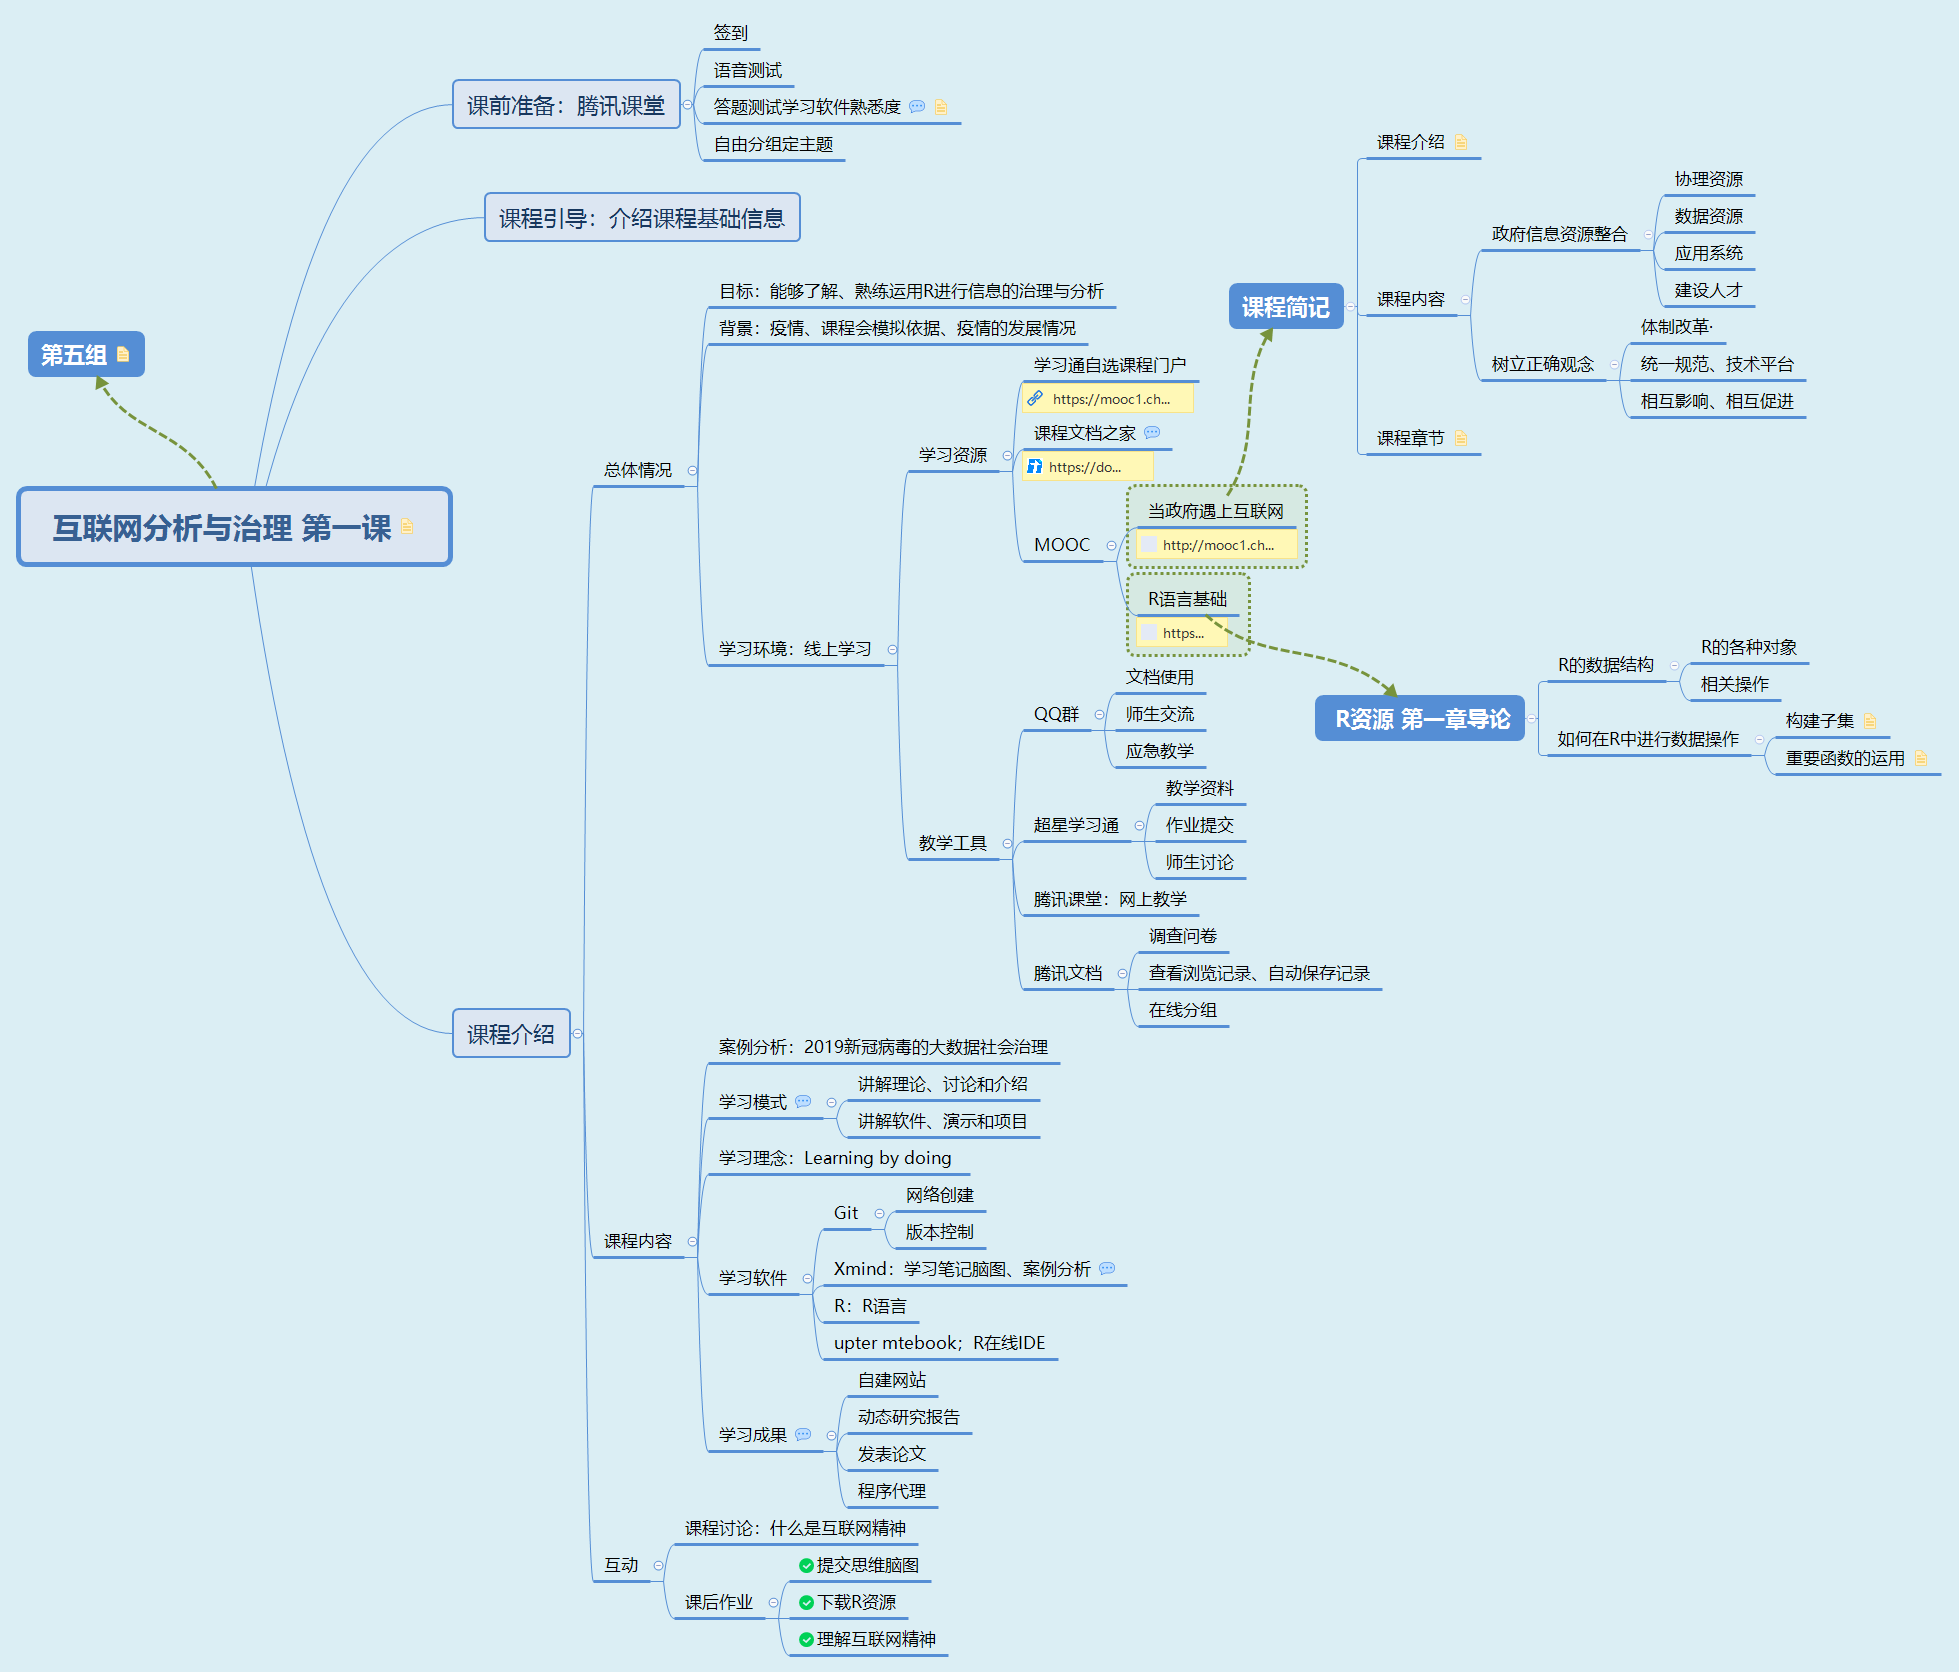 第五组
互联网分析与治理 第一课
课前准备：腾讯课堂
签到
语音测试
答题测试学习软件熟悉度
自由分组定主题
课程引导：介绍课程基础信息
课程介绍
总体情况
目标：能够了解、熟练运用R进行信息的治理与分析
背景：疫情、课程会模拟依据、疫情的发展情况
学习环境：线上学习
学习资源
学习通自选课程门户
https://mooc1.ch...
课程文档之家
https://do...
MOOC
当政府遇上互联网
http://mooc1.ch...
R语言基础
https...
教学工具
QQ群
文档使用
师生交流
应急教学
超星学习通
教学资料
作业提交
师生讨论
腾讯课堂：网上教学
腾讯文档
调查问卷
查看浏览记录、自动保存记录
在线分组
课程内容
案例分析：2019新冠病毒的大数据社会治理
学习模式
讲解理论、讨论和介绍
讲解软件、演示和项目
学习理念：Learning by doing
学习软件
Git
网络创建
版本控制
Xmind：学习笔记脑图、案例分析
R：R语言
upter mtebook；R在线IDE
学习成果
自建网站
动态研究报告
发表论文
程序代理
互动
课程讨论：什么是互联网精神
课后作业
提交思维脑图
下载R资源
理解互联网精神
课程简记
课程介绍
课程内容
政府信息资源整合
协理资源
数据资源
应用系统
建设人才
树立正确观念
体制改革·
统一规范、技术平台
相互影响、相互促进
课程章节
R资源 第一章导论
R的数据结构
R的各种对象
相关操作
如何在R中进行数据操作
构建子集
重要函数的运用